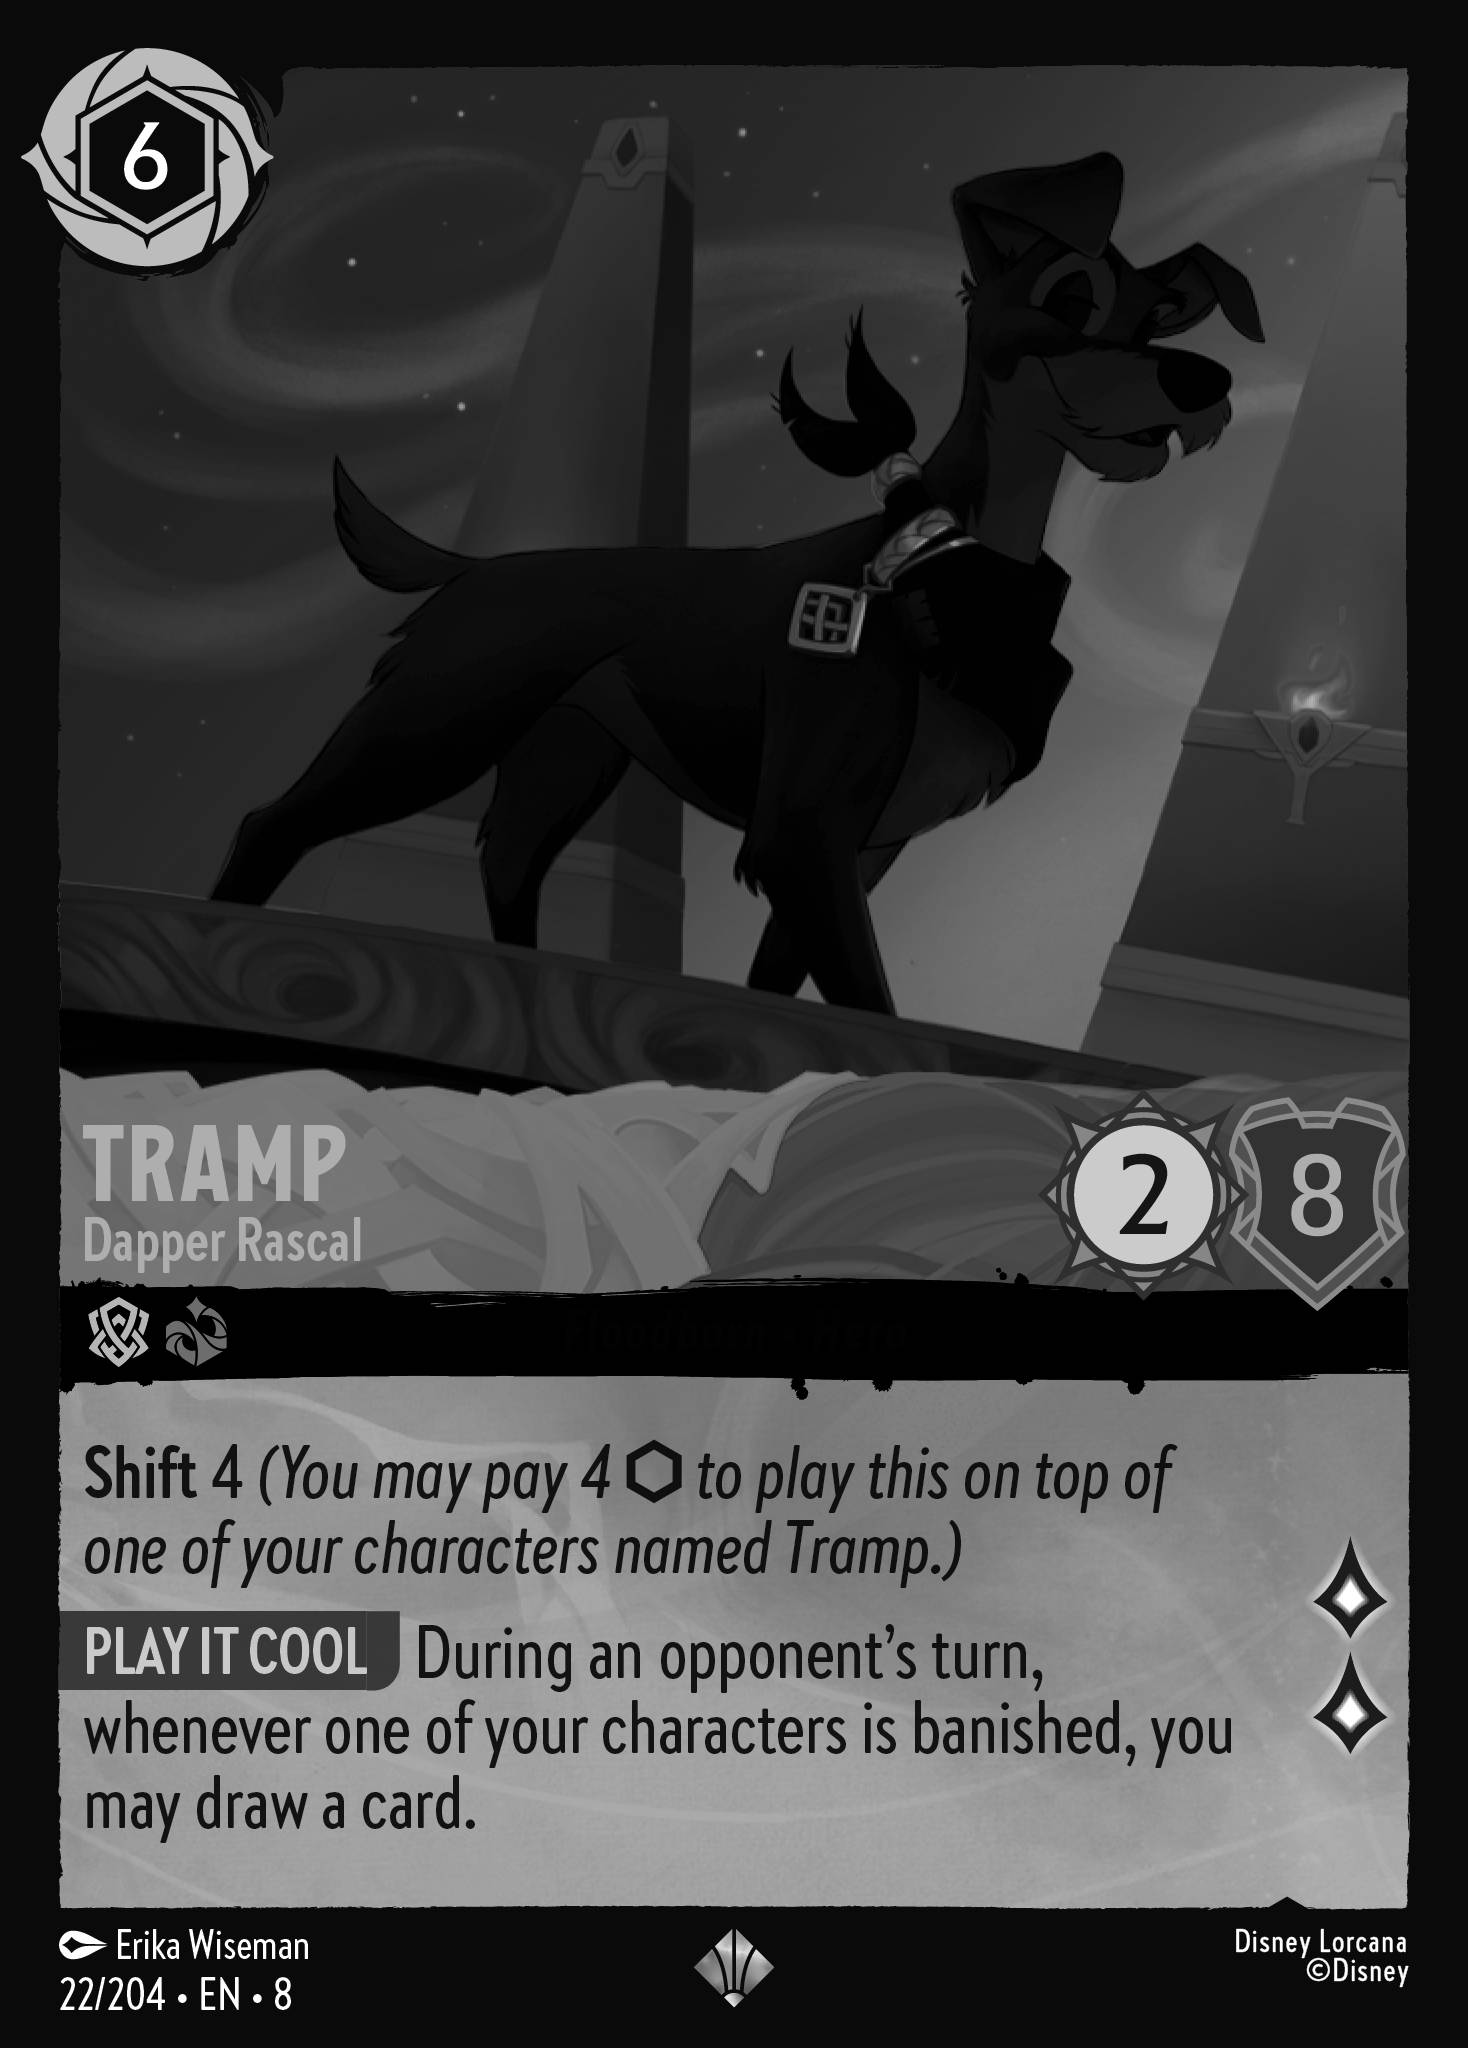 6
TRAMP
Dapper Rascal
2
8
Floodborn
Shift 4 (You may pay 4 ⬡ to play this on top of
one of your characters named Tramp.)
PLAY IT COOL During an opponent’s turn,
whenever one of your characters is banished, you
may draw a card.
Erika Wiseman
22/204 • EN • 8
Disney Lorcana
©Disney